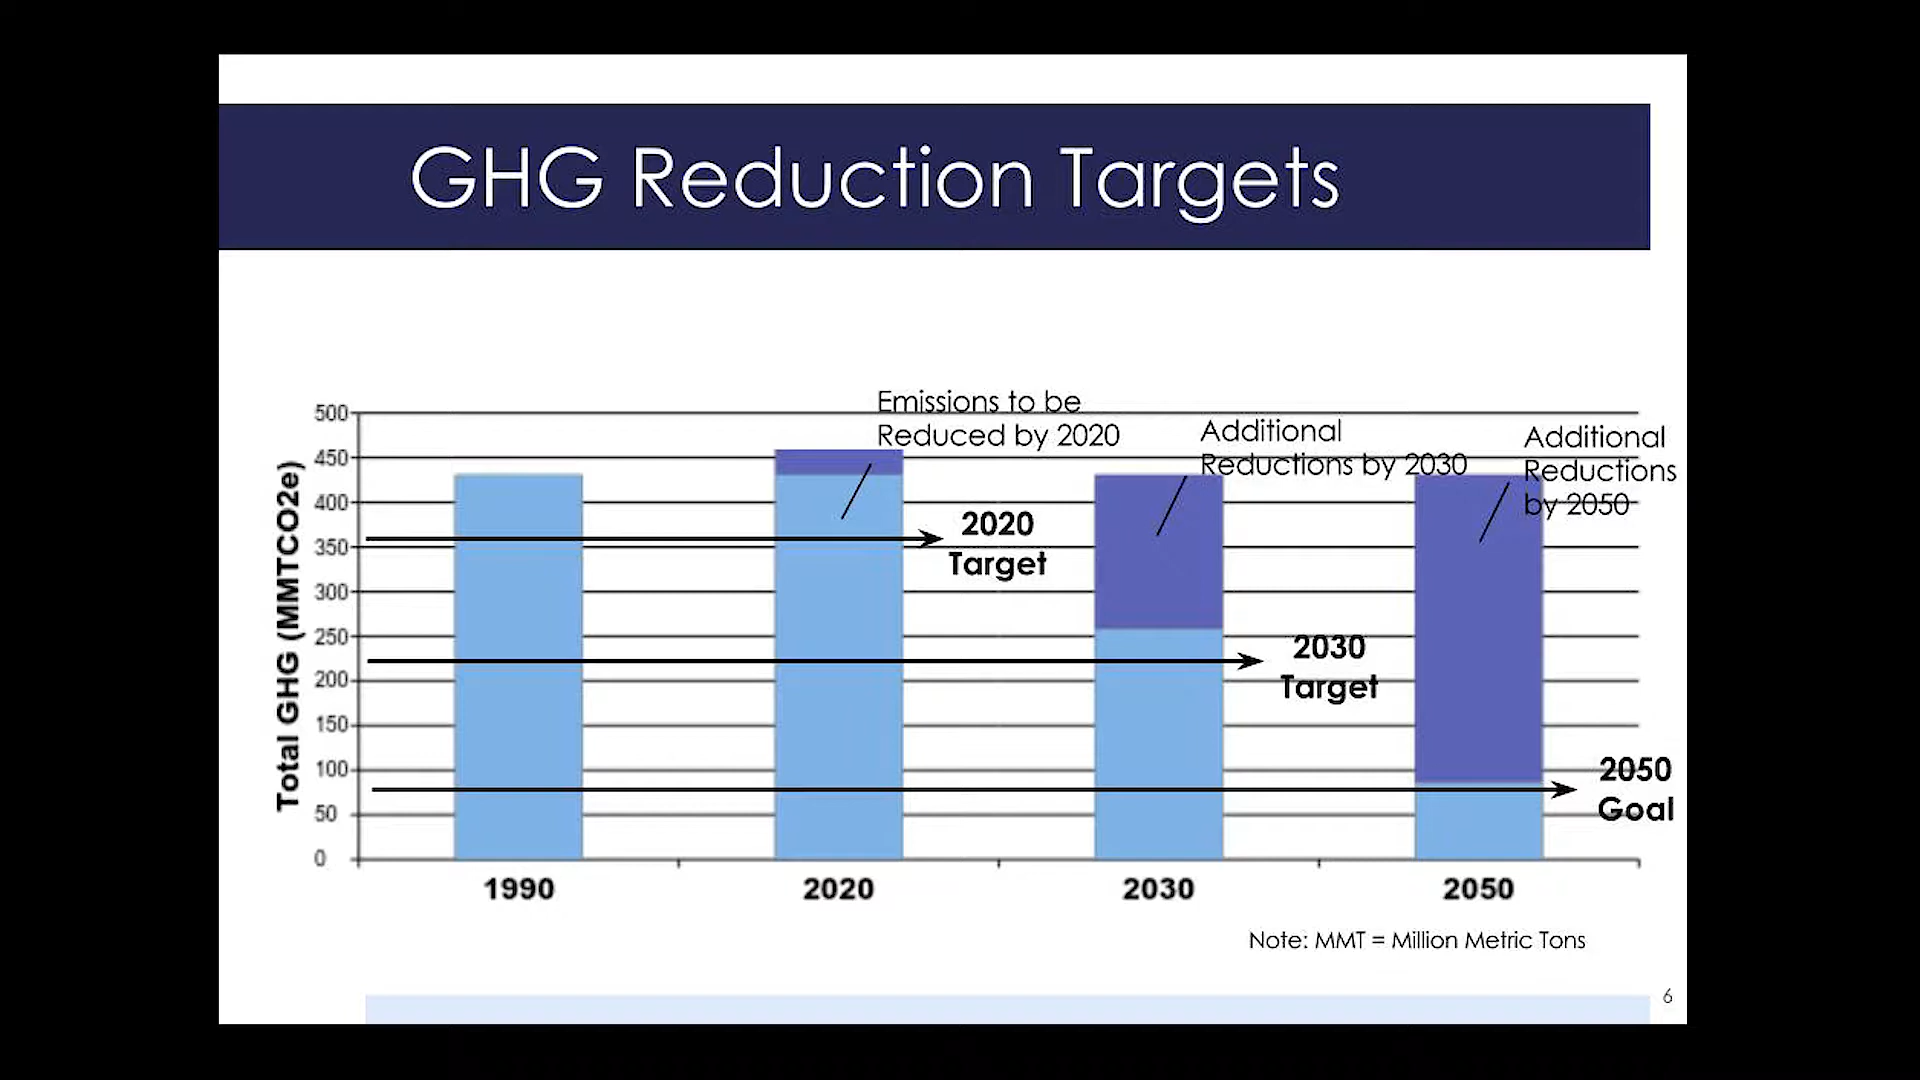 GHG Reduction Targets
Emissions to be
Reduced by 2020
Additional
Reductions by 2030
Additional
Reductions
by 2050
Total GHG (MMTCO2e)
500
450
400
350
300
250
200
150
100
50
0
2020
Target
2030
Target
2050
Goal
1990
2020
2030
2050
Note: MMT = Million Metric Tons
6